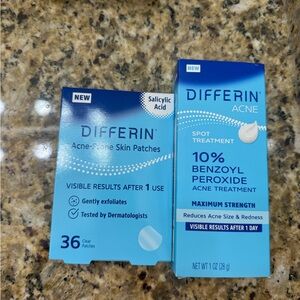 NEW
Salicylic
Acid
DIFFERIN
Acne-Prone Skin Patches
VISIBLE RESULTS AFTER 1 USE
Gently exfoliates
Tested by Dermatologists
36 Clear
Patches
NEW
DIFFERIN
ACNE
SPOT
TREATMENT
10%
BENZOYL
PEROXIDE
ACNE TREATMENT
MAXIMUM STRENGTH
Reduces Acne Size & Redness
VISIBLE RESULTS AFTER 1 DAY
NET WT 1 OZ (28 g)